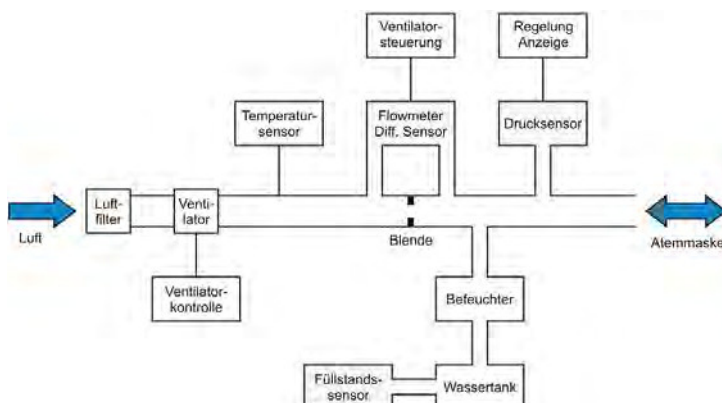 Ventilator-
steuerung
Regelung
Anzeige
Temperatur-
sensor
Flowmeter
Diff. Sensor
Drucksensor
Luft-
filter
Venti-
lator
Luft
Blende
Atemmaske
Ventilator-
kontrolle
Befeuchter
Füllstands-
sensor
Wassertank